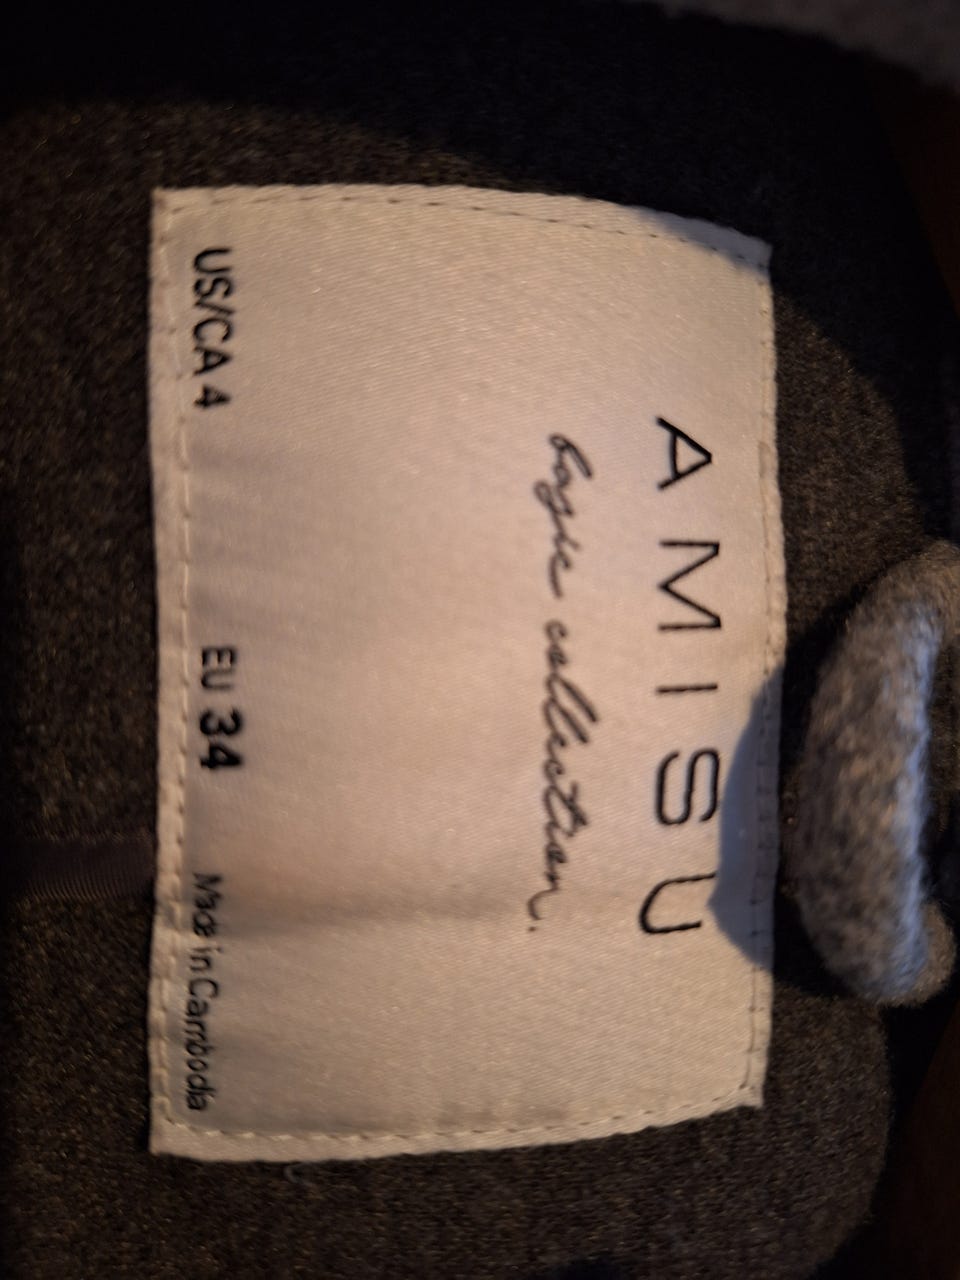 AMISU
basic collection.
US/CA 4 EU 34 Made in Cambodia